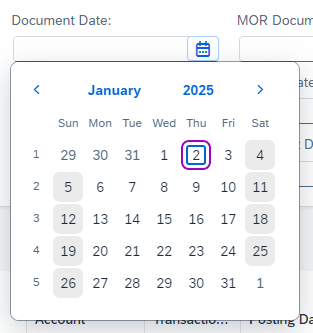 Document Date: MOR Docum
January 2025
Sun Mon Tue Wed Thu Fri Sat
1 29 30 31 1 2 3 4
2 5 6 7 8 9 10 11
3 12 13 14 15 16 17 18
4 19 20 21 22 23 24 25
5 26 27 28 29 30 31 1
Account Transactio... Posting Da